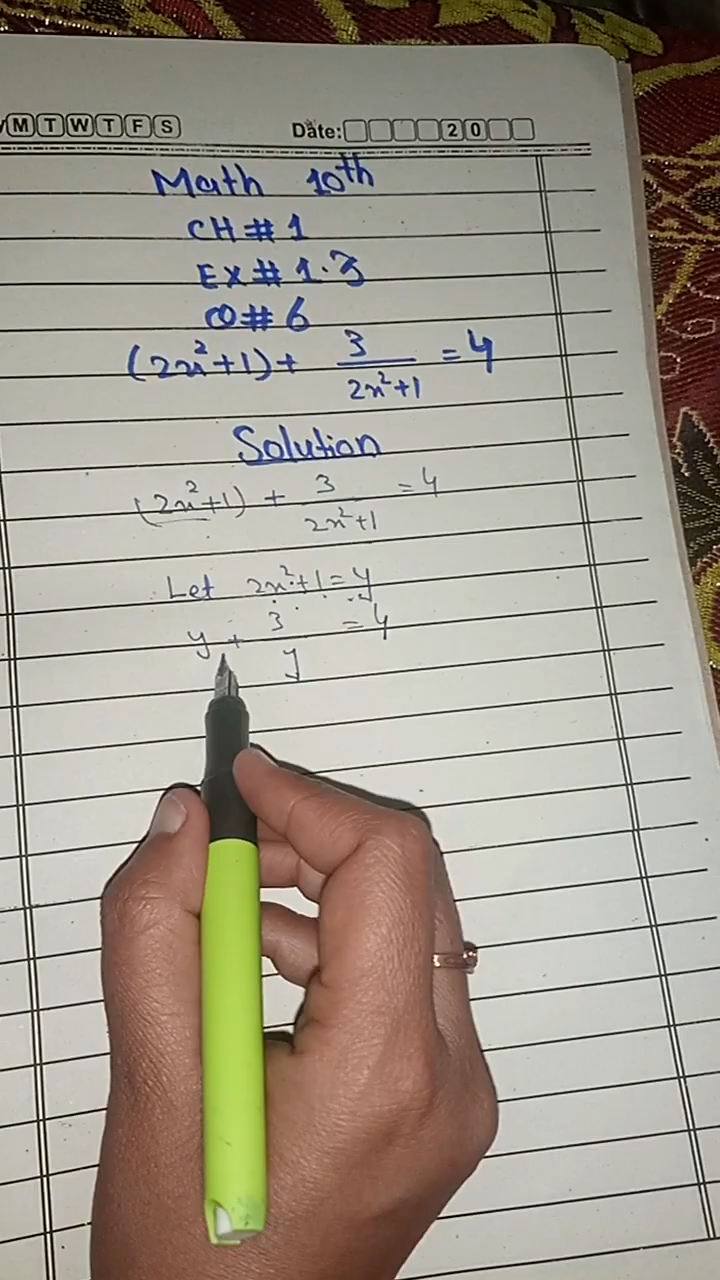 M T W T F S Date: 20
Math 10th
CH # 1
EX # 1.3
Q # 6
(2x²+1) + 3/(2x²+1) = 4
Solution
(2x²+1) + 3/(2x²+1) = 4
Let 2x²+1 = y
y + 3/y = 4